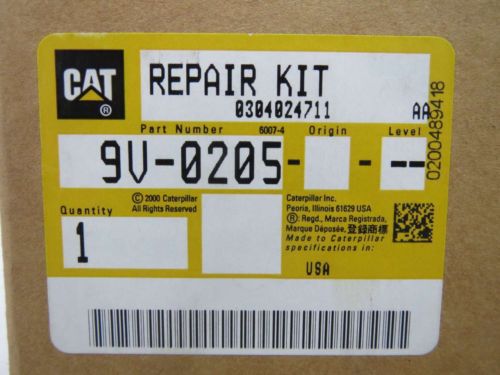 CAT
®
REPAIR KIT
0304024711 AA
Part Number 6007-4 Origin Level
9V-0205- - --
0200489418
© 2000 Caterpillar
All Rights Reserved
Caterpillar Inc.
Peoria, Illinois 61629 USA
®: Regd., Marca Registrada,
Marque Déposée, 登録商標
Made to Caterpillar
specifications in:
USA
Quantity
1